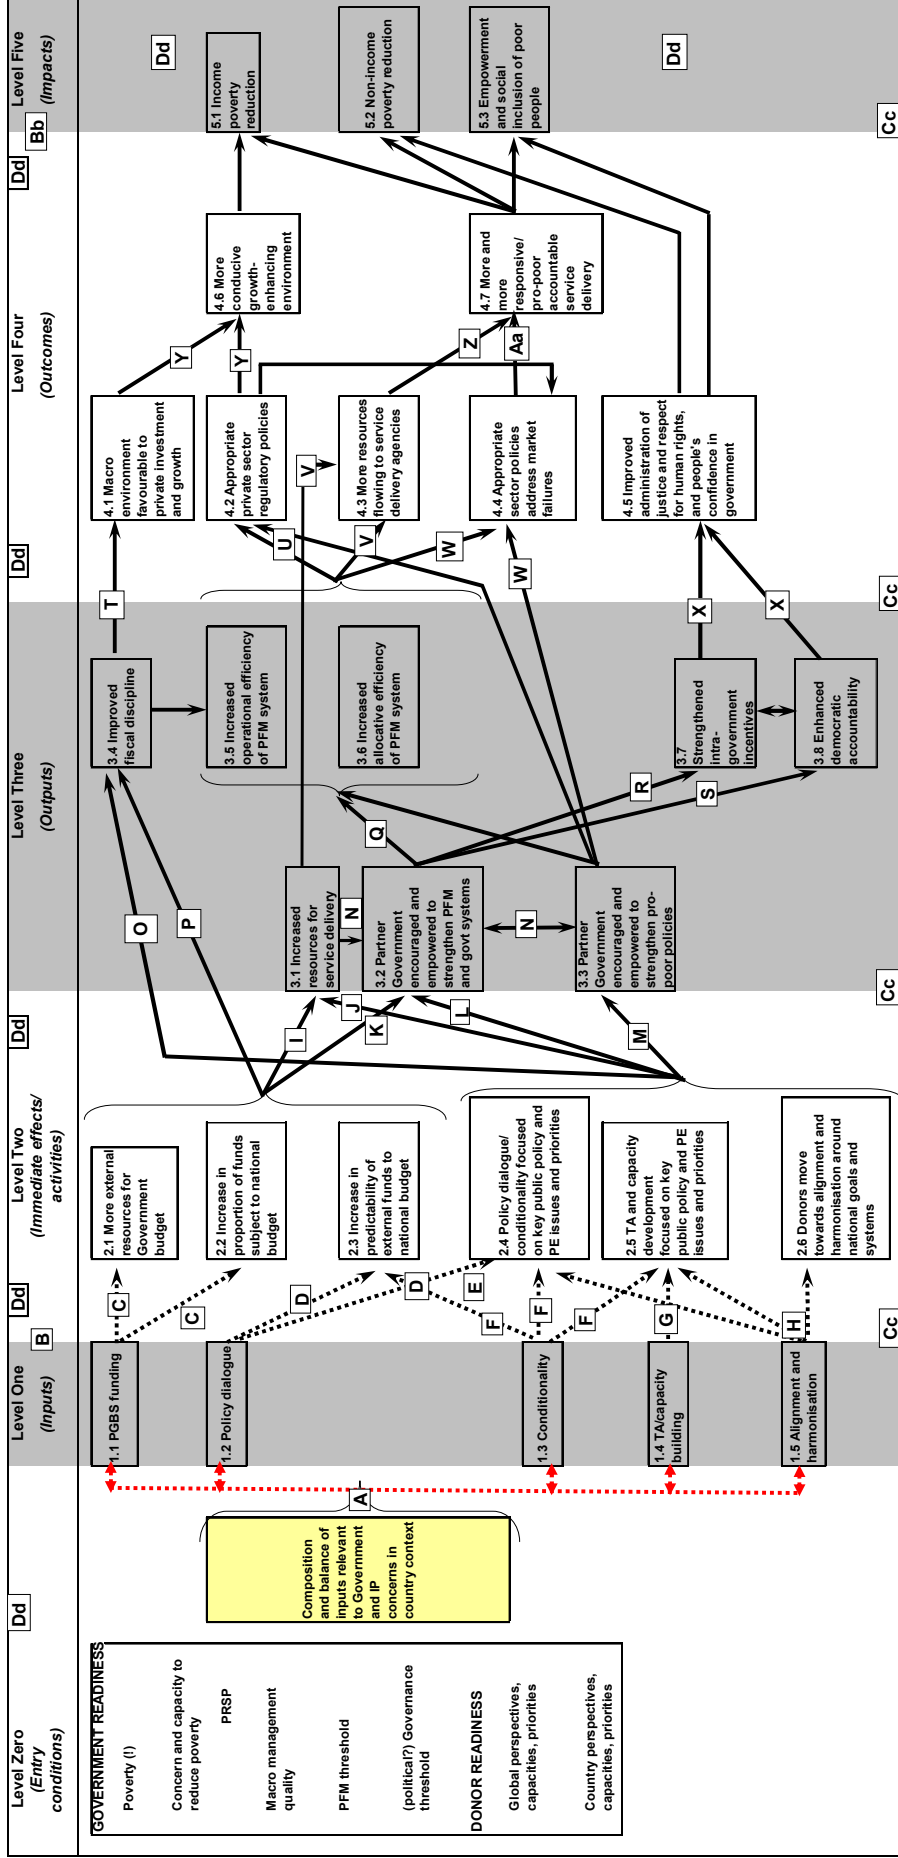 Level Zero
(Entry
conditions)
Level One
(Inputs)
Level Two
(Immediate effects/
activities)
Level Three
(Outputs)
Level Four
(Outcomes)
Level Five
(Impacts)
Dd
B
Dd
Dd
Dd
Dd
Bb
GOVERNMENT READINESS
Poverty (!)
Concern and capacity to
reduce poverty
PRSP
Macro management
quality
PFM threshold
(political?) Governance
threshold
DONOR READINESS
Global perspectives,
capacities, priorities
Country perspectives,
capacities, priorities
Composition
and balance of
inputs relevant
to Government
and IP
concerns in
country context
A
1.1 PGBS funding
1.2 Policy dialogue
1.3 Conditionality
1.4 TA/capacity
building
1.5 Alignment and
harmonisation
C
C
D
D
E
F
F
F
G
H
2.1 More external
resources for
Government
budget
2.2 Increase in
proportion of funds
subject to national
budget
2.3 Increase in
predictability of
external funds to
national budget
2.4 Policy dialogue/
conditionality focused
on key public policy and
PE issues and priorities
2.5 TA and capacity
development
focused on key
public policy and PE
issues and priorities
2.6 Donors move
towards alignment and
harmonisation around
national goals and
systems
O
P
I
J
K
L
M
3.1 Increased
resources for
service delivery
N
3.2 Partner
Government
encouraged and
empowered to
strengthen PFM
and govt systems
N
3.3 Partner
Government
encouraged and
empowered to
strengthen pro-
poor policies
Q
R
S
3.4 Improved
fiscal discipline
3.5 Increased
operational efficiency
of PFM system
3.6 Increased
allocative efficiency
of PFM system
3.7
Strengthened
intra-
government
incentives
3.8 Enhanced
democratic
accountability
T
U
V
V
W
W
X
X
4.1 Macro
environment
favourable to
private investment
and growth
4.2 Appropriate
private sector
regulatory policies
4.3 More resources
flowing to service
delivery agencies
4.4 Appropriate
sector policies
address market
failures
4.5 Improved
administration of
justice and respect
for human rights,
and people's
confidence in
government
Y
Y
Z
Aa
4.6 More
conducive
growth-
enhancing
environment
4.7 More and
more
responsive/
pro-poor
accountable
service
delivery
Dd
5.1 Income
poverty
reduction
5.2 Non-income
poverty reduction
5.3 Empowerment
and social
inclusion of poor
people
Dd
Cc
Cc
Cc
Cc